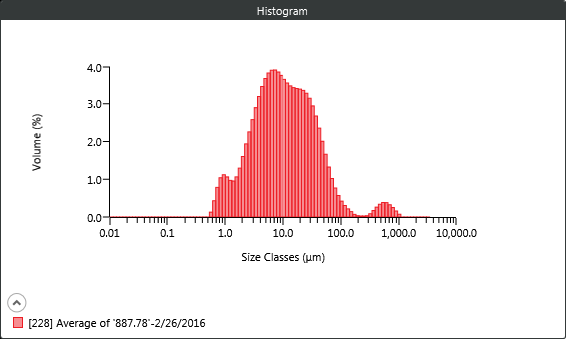 Histogram
4.0
3.0
2.0
1.0
0.0
0.01 0.1 1.0 10.0 100.0 1,000.0 10,000.0
Volume (%)
Size Classes (µm)
[228] Average of '887.78'-2/26/2016